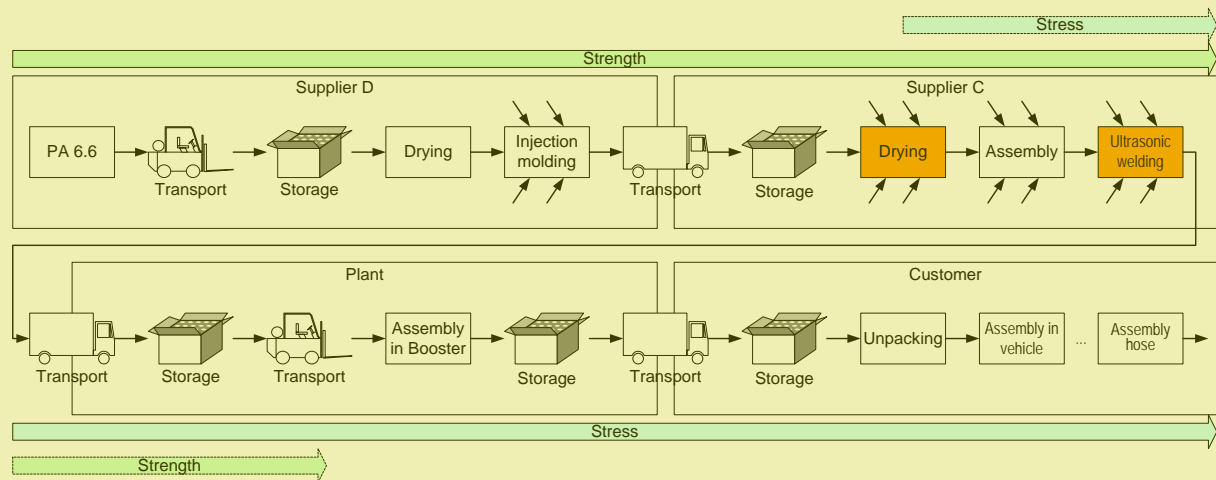 Stress
Strength
Supplier D
Supplier C
PA 6.6
Transport
Storage
Drying
Injection
molding
Transport
Storage
Drying
Assembly
Ultrasonic
welding
Plant
Customer
Transport
Storage
Transport
Assembly
in Booster
Storage
Transport
Storage
Unpacking
Assembly in
vehicle
...
Assembly
hose
Stress
Strength